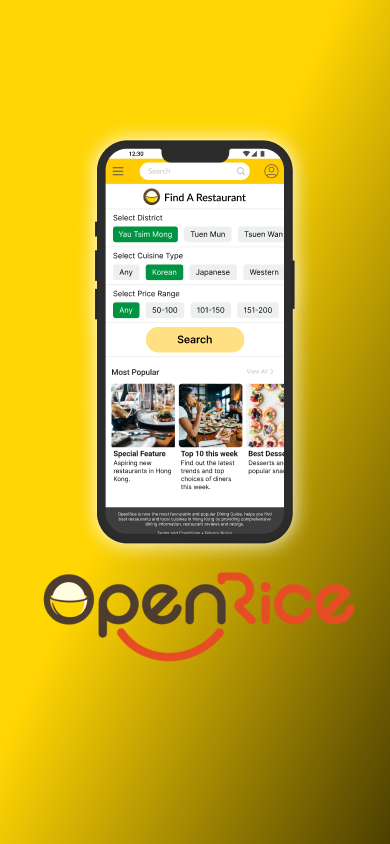 12:30
Search
Find A Restaurant
Select District
Yau Tsim Mong Tuen Mun Tsuen Wan
Select Cuisine Type
Any Korean Japanese Western
Select Price Range
Any 50-100 101-150 151-200
Search
Most Popular View All >
Special Feature
Aspiring new
restaurants in Hong
Kong.
Top 10 this week
Find out the latest
trends and top
choices of diners
this week.
Best Desse
Desserts an
popular snac
OpenRice is now the most favourable and popular Dining Guide, helps you find
best restaurants and local cuisines in Hong Kong by providing comprehensive
dining information, restaurant reviews and ratings.
Terms and Conditions • Privacy Policy
OpenRice